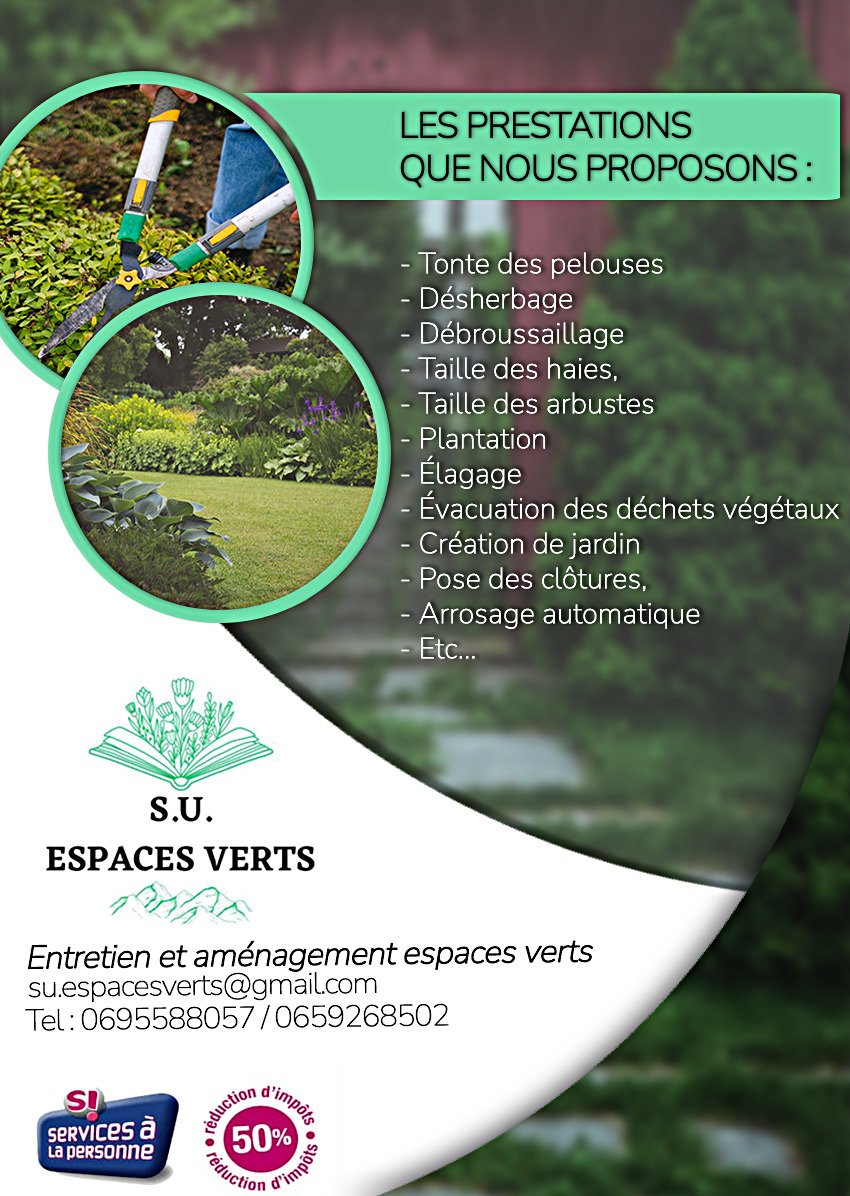 LES PRESTATIONS
QUE NOUS PROPOSONS :
- Tonte des pelouses
- Désherbage
- Débroussaillage
- Taille des haies,
- Taille des arbustes
- Plantation
- Élagage
- Évacuation des déchets végétaux
- Création de jardin
- Pose des clôtures,
- Arrosage automatique
- Etc...
S.U.
ESPACES VERTS
Entretien et aménagement espaces verts
su.espacesverts@gmail.com
Tel : 0695588057 / 0659268502
S!
services à
la personne
réduction d'impôts
50%
réduction d'impôts